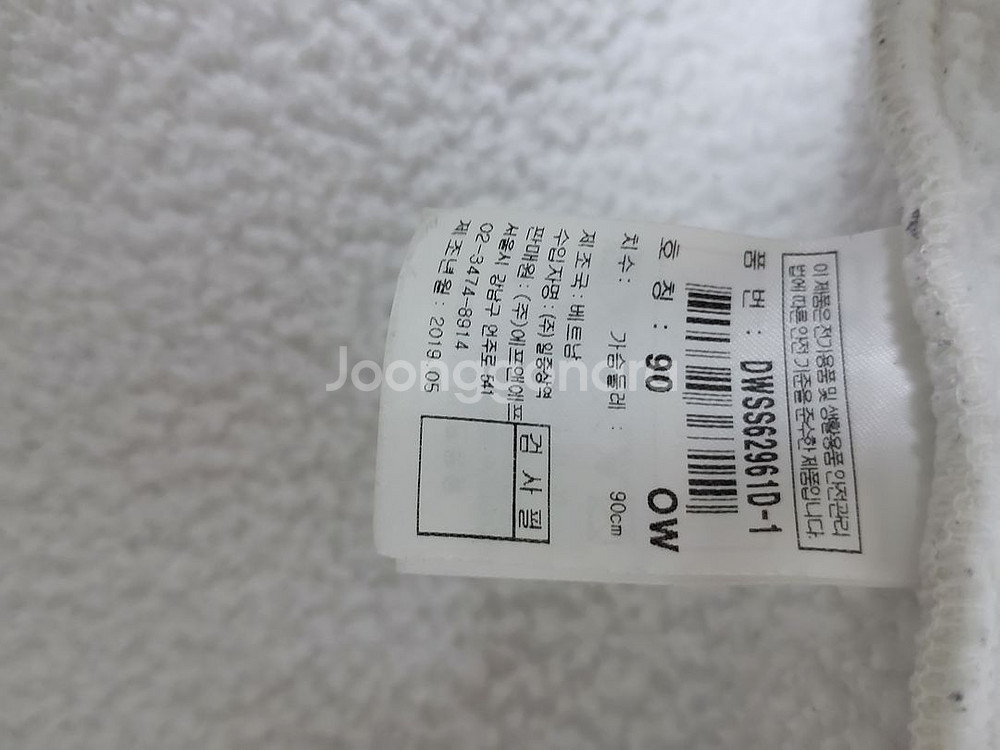 이 제품은 전기용품 및 생활용품 안전관리
법에 따른 안전 기준을 준수한 제품입니다.
품 번 : DWSS62961D-1
호 칭 : 90 OW
치수 : 가슴둘레 : 90cm
제조국 : 베트남
수입자명 : (주)일중상역
판매원 : (주)에프앤에프
서울시 강남구 언주로 541
02-3474-8914
제조년월 : 2019.05
검 사 필
Joonggonara